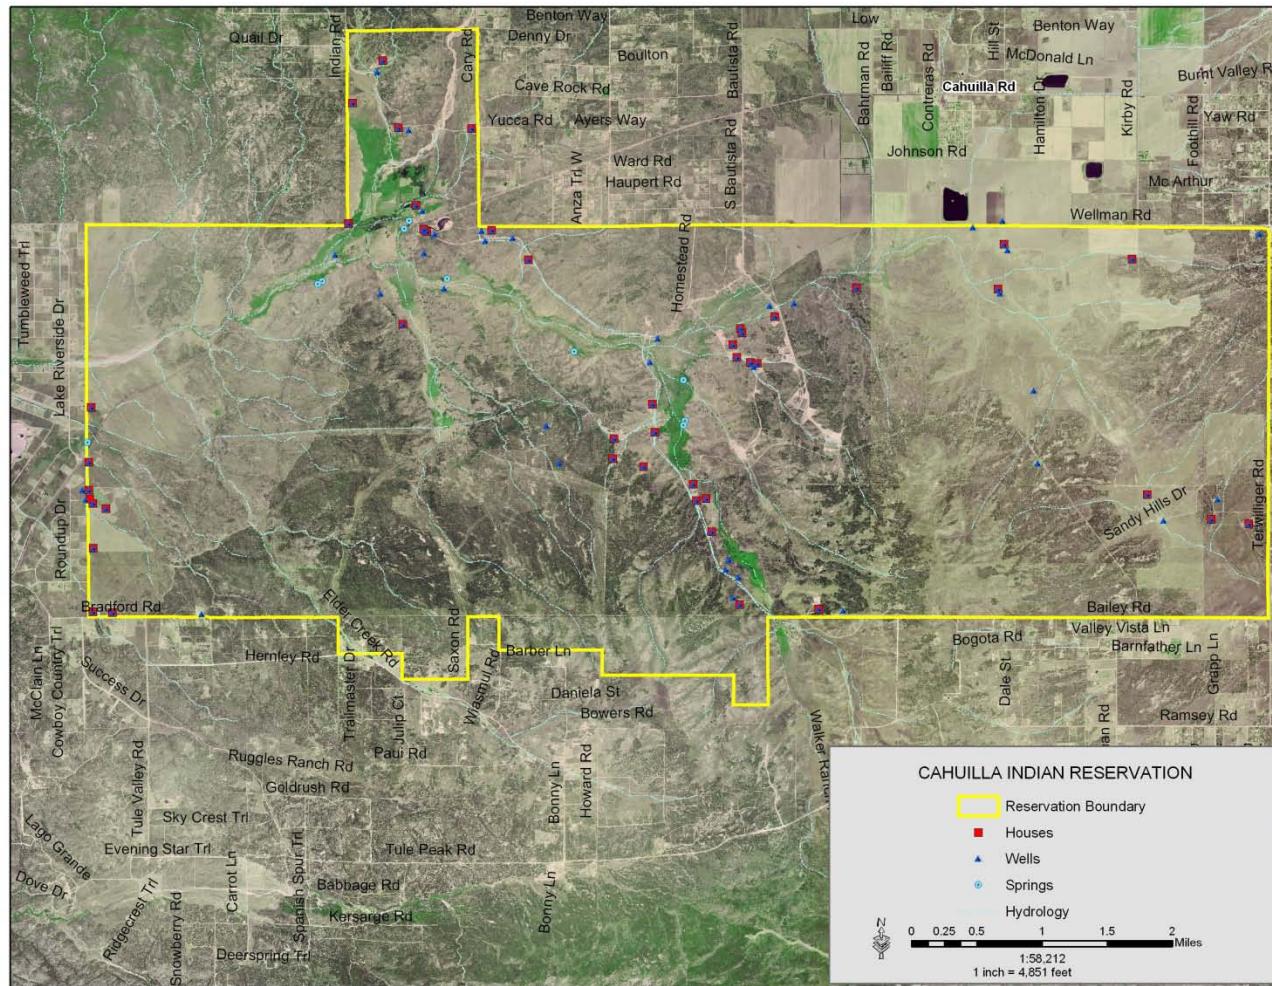 Benton Way
Low
Hill St
Benton Way
Quail Dr
Indian Rd
Cary Rd
Denny Dr
Boulton
Bautista Rd
Bahrman Rd
Bailiff Rd
Contreras Rd
McDonald Ln
Burnt Valley R
Cave Rock Rd
Cahuilla Rd
Hamilton Dr
Kirby Rd
Foothill Rd
Yucca Rd
Ayers Way
Yaw Rd
Johnson Rd
Ward Rd
Haupert Rd
Anza Trl W
S Bautista Rd
Mc Arthur
Wellman Rd
Tumbleweed Trl
Lake Riverside Dr
Homestead Rd
Roundup Dr
Sandy Hills Dr
Terwilliger Rd
Bradford Rd
Elder Creek Rd
Saxon Rd
Bailey Rd
McClain Ln
Cowboy Country Trl
Success Dr
Hernley Rd
Trailmaster Dr
Julip Ct
Wiasmul Rd
Barber Ln
Daniela St
Bowers Rd
Bogota Rd
Valley Vista Ln
Barnfather Ln
Dale St
Grapp Ln
Ramsey Rd
Tule Valley Rd
Ruggles Ranch Rd
Paui Rd
Goldrush Rd
Bonny Ln
Howard Rd
Sky Crest Trl
Lago Grande
Evening Star Trl
Tule Peak Rd
Dove Dr
Ridgecrest Trl
Snowberry Rd
Carrot Ln
Spanish Spur Trl
Babbage Rd
Kersarge Rd
Bonny Ln
Deerspring Trl
CAHUILLA INDIAN RESERVATION
Reservation Boundary
Houses
Wells
Springs
Hydrology
N
0 0.25 0.5 1 1.5 2
Miles
1:58,212
1 inch = 4,851 feet